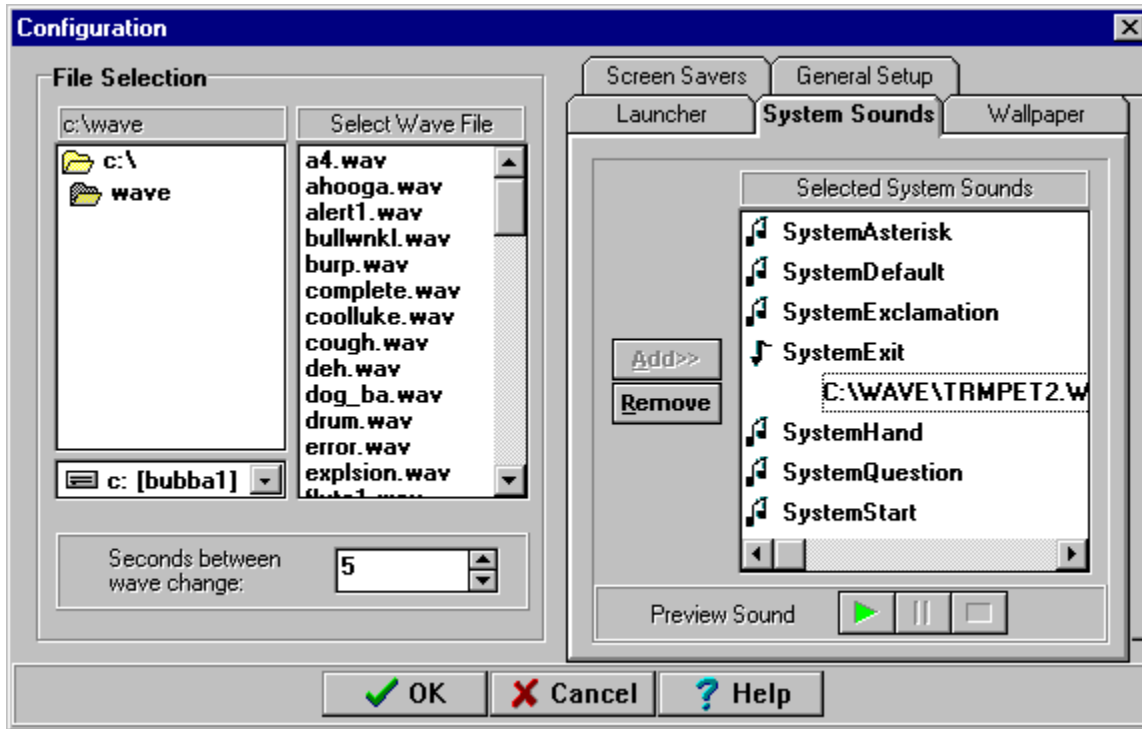 Configuration
File Selection
c:\wave
Select Wave File
c:\
wave
a4.wav
ahooga.wav
alert1.wav
bullwnkl.wav
burp.wav
complete.wav
coolluke.wav
cough.wav
deh.wav
dog_ba.wav
drum.wav
error.wav
explsion.wav
c: [bubba1]
Seconds between
wave change:
5
Screen Savers General Setup
Launcher System Sounds Wallpaper
Selected System Sounds
SystemAsterisk
SystemDefault
SystemExclamation
SystemExit
C:\WAVE\TRMPET2.W
SystemHand
SystemQuestion
SystemStart
Add>>
Remove
Preview Sound
OK Cancel Help